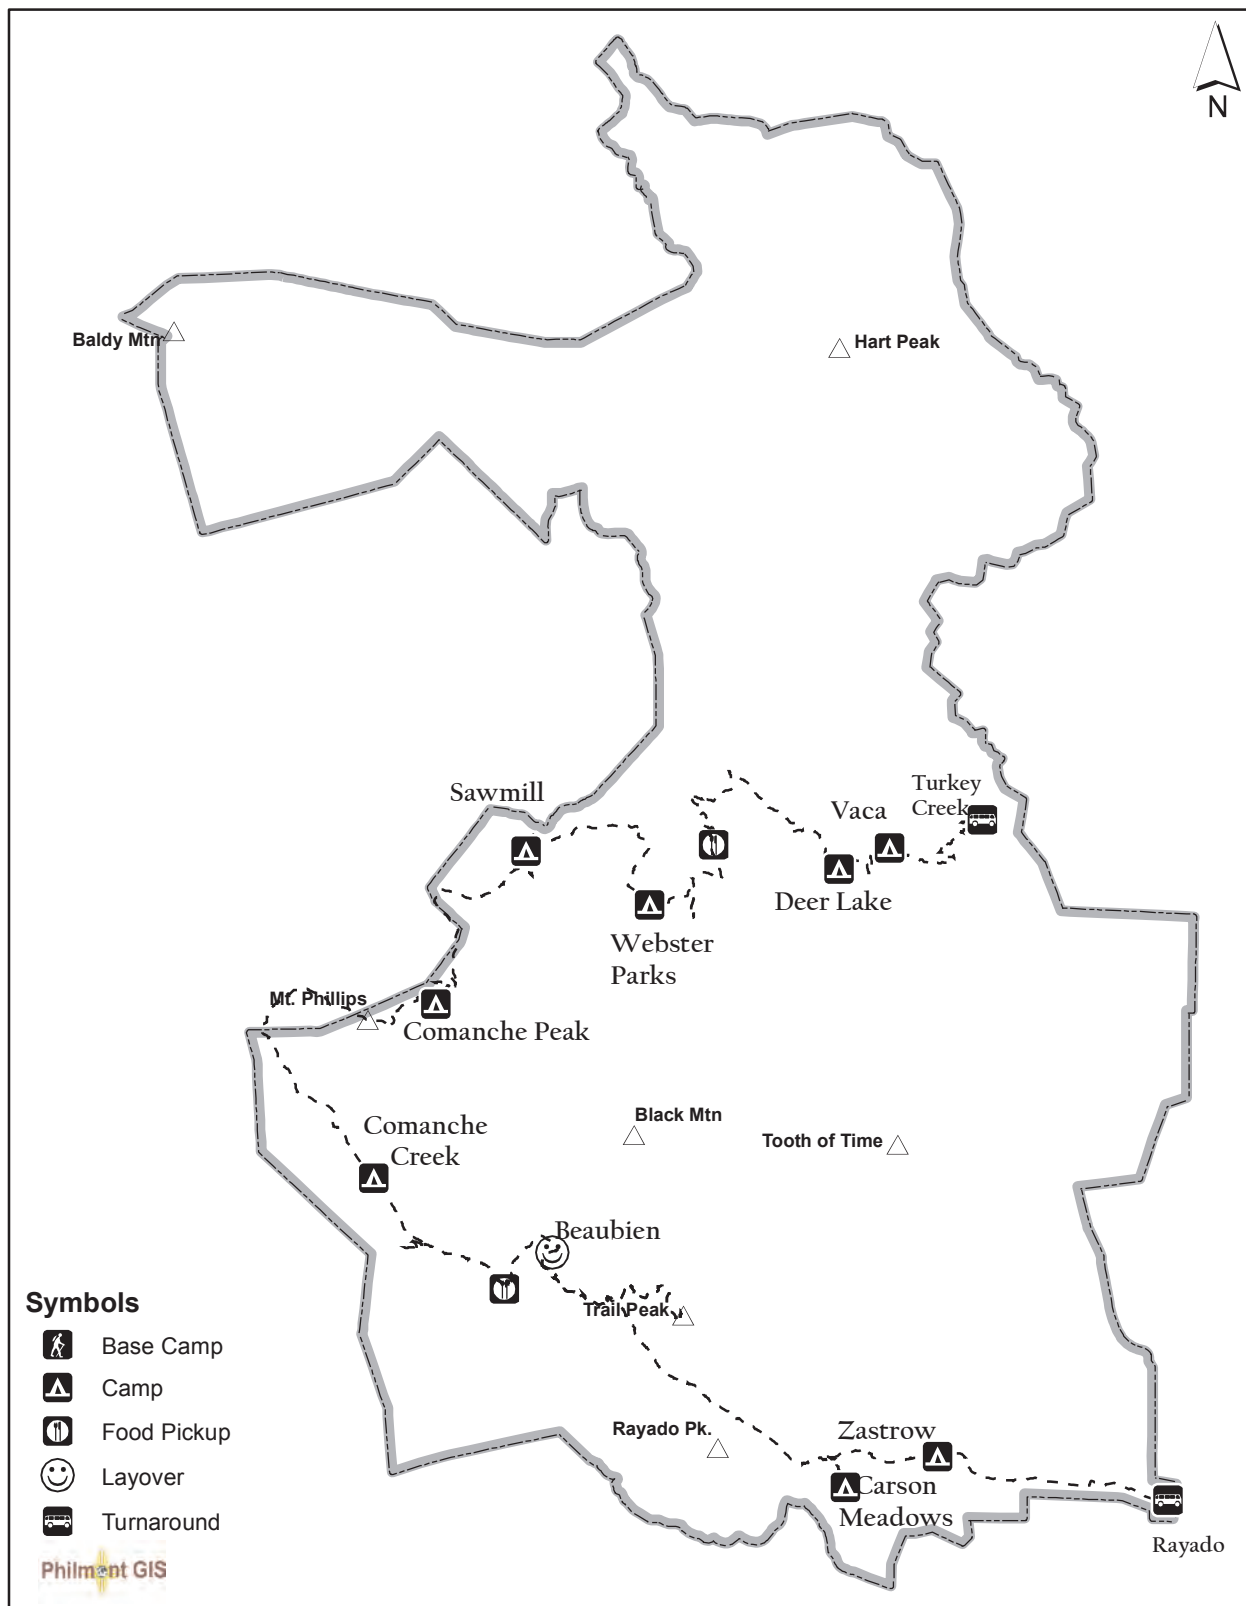 N
Baldy Mtn
Hart Peak
Turkey
Creek
Sawmill
Vaca
Deer Lake
Webster
Parks
Mt. Phillips
Comanche Peak
Black Mtn
Comanche
Creek
Tooth of Time
Beaubien
Trail Peak
Rayado Pk.
Zastrow
Carson
Meadows
Rayado
Symbols
Base Camp
Camp
Food Pickup
Layover
Turnaround
Philmont GIS